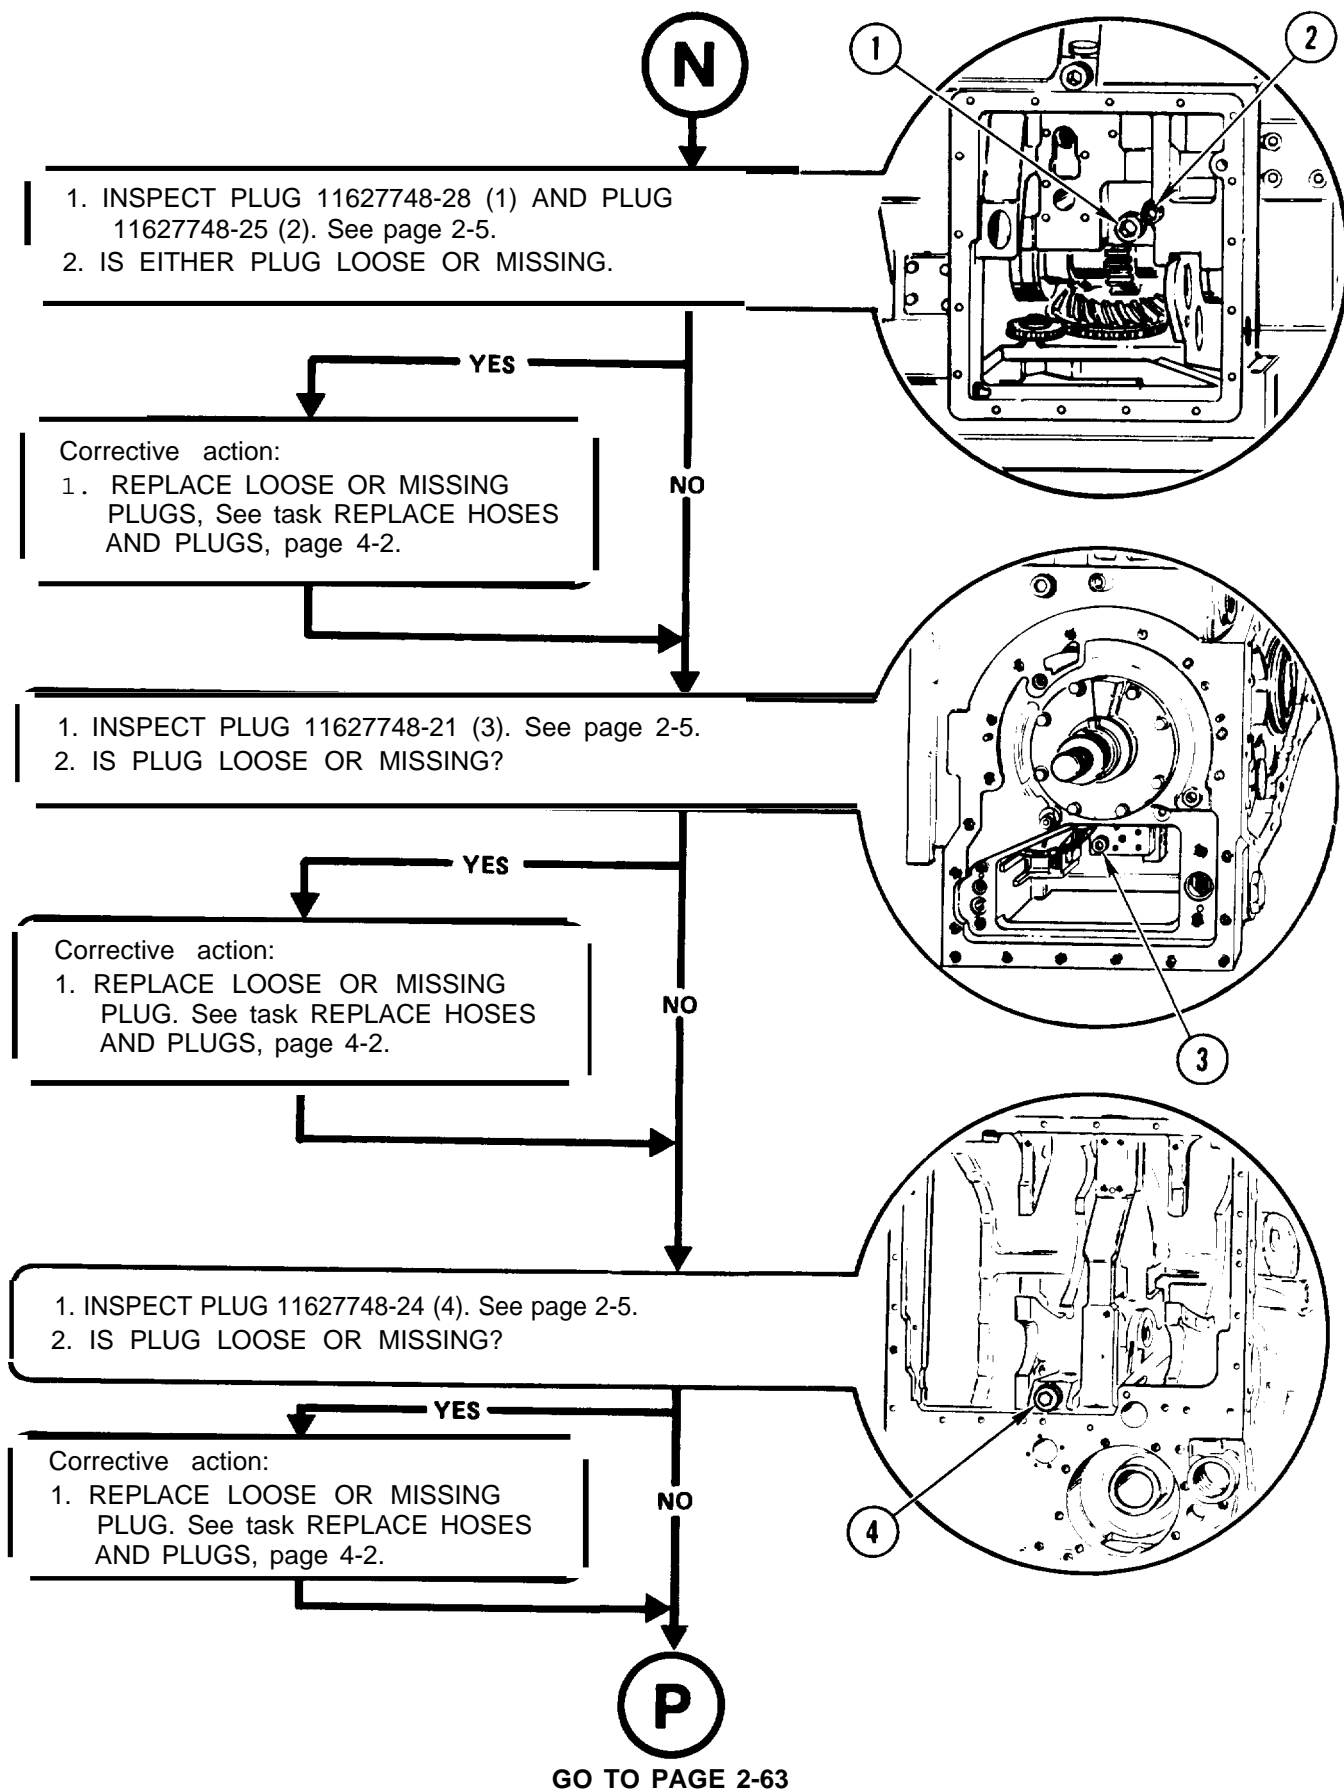 N
1
2
1. INSPECT PLUG 11627748-28 (1) AND PLUG
11627748-25 (2). See page 2-5.
2. IS EITHER PLUG LOOSE OR MISSING.
YES
NO
Corrective action:
1. REPLACE LOOSE OR MISSING
PLUGS, See task REPLACE HOSES
AND PLUGS, page 4-2.
1. INSPECT PLUG 11627748-21 (3). See page 2-5.
2. IS PLUG LOOSE OR MISSING?
YES
NO
Corrective action:
1. REPLACE LOOSE OR MISSING
PLUG. See task REPLACE HOSES
AND PLUGS, page 4-2.
3
1. INSPECT PLUG 11627748-24 (4). See page 2-5.
2. IS PLUG LOOSE OR MISSING?
YES
NO
Corrective action:
1. REPLACE LOOSE OR MISSING
PLUG. See task REPLACE HOSES
AND PLUGS, page 4-2.
4
P
GO TO PAGE 2-63